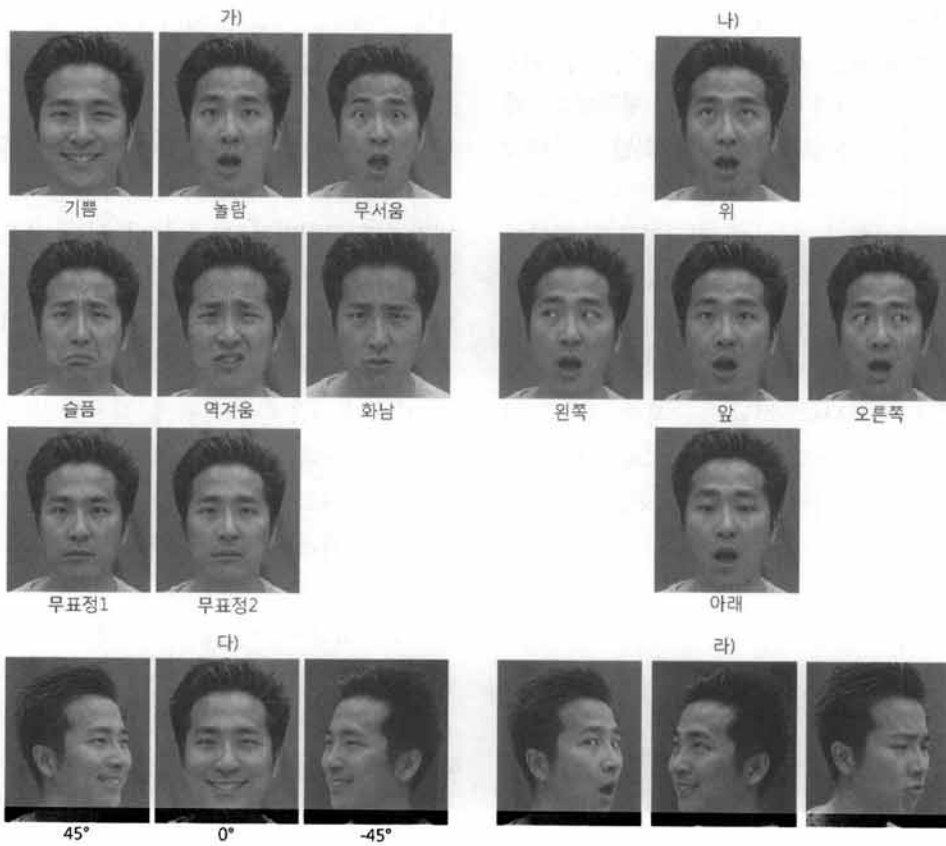 가)
나)
기쁨 놀람 무서움
위
슬픔 역겨움 화남
왼쪽 앞 오른쪽
무표정1 무표정2
아래
다)
라)
45° 0° -45°